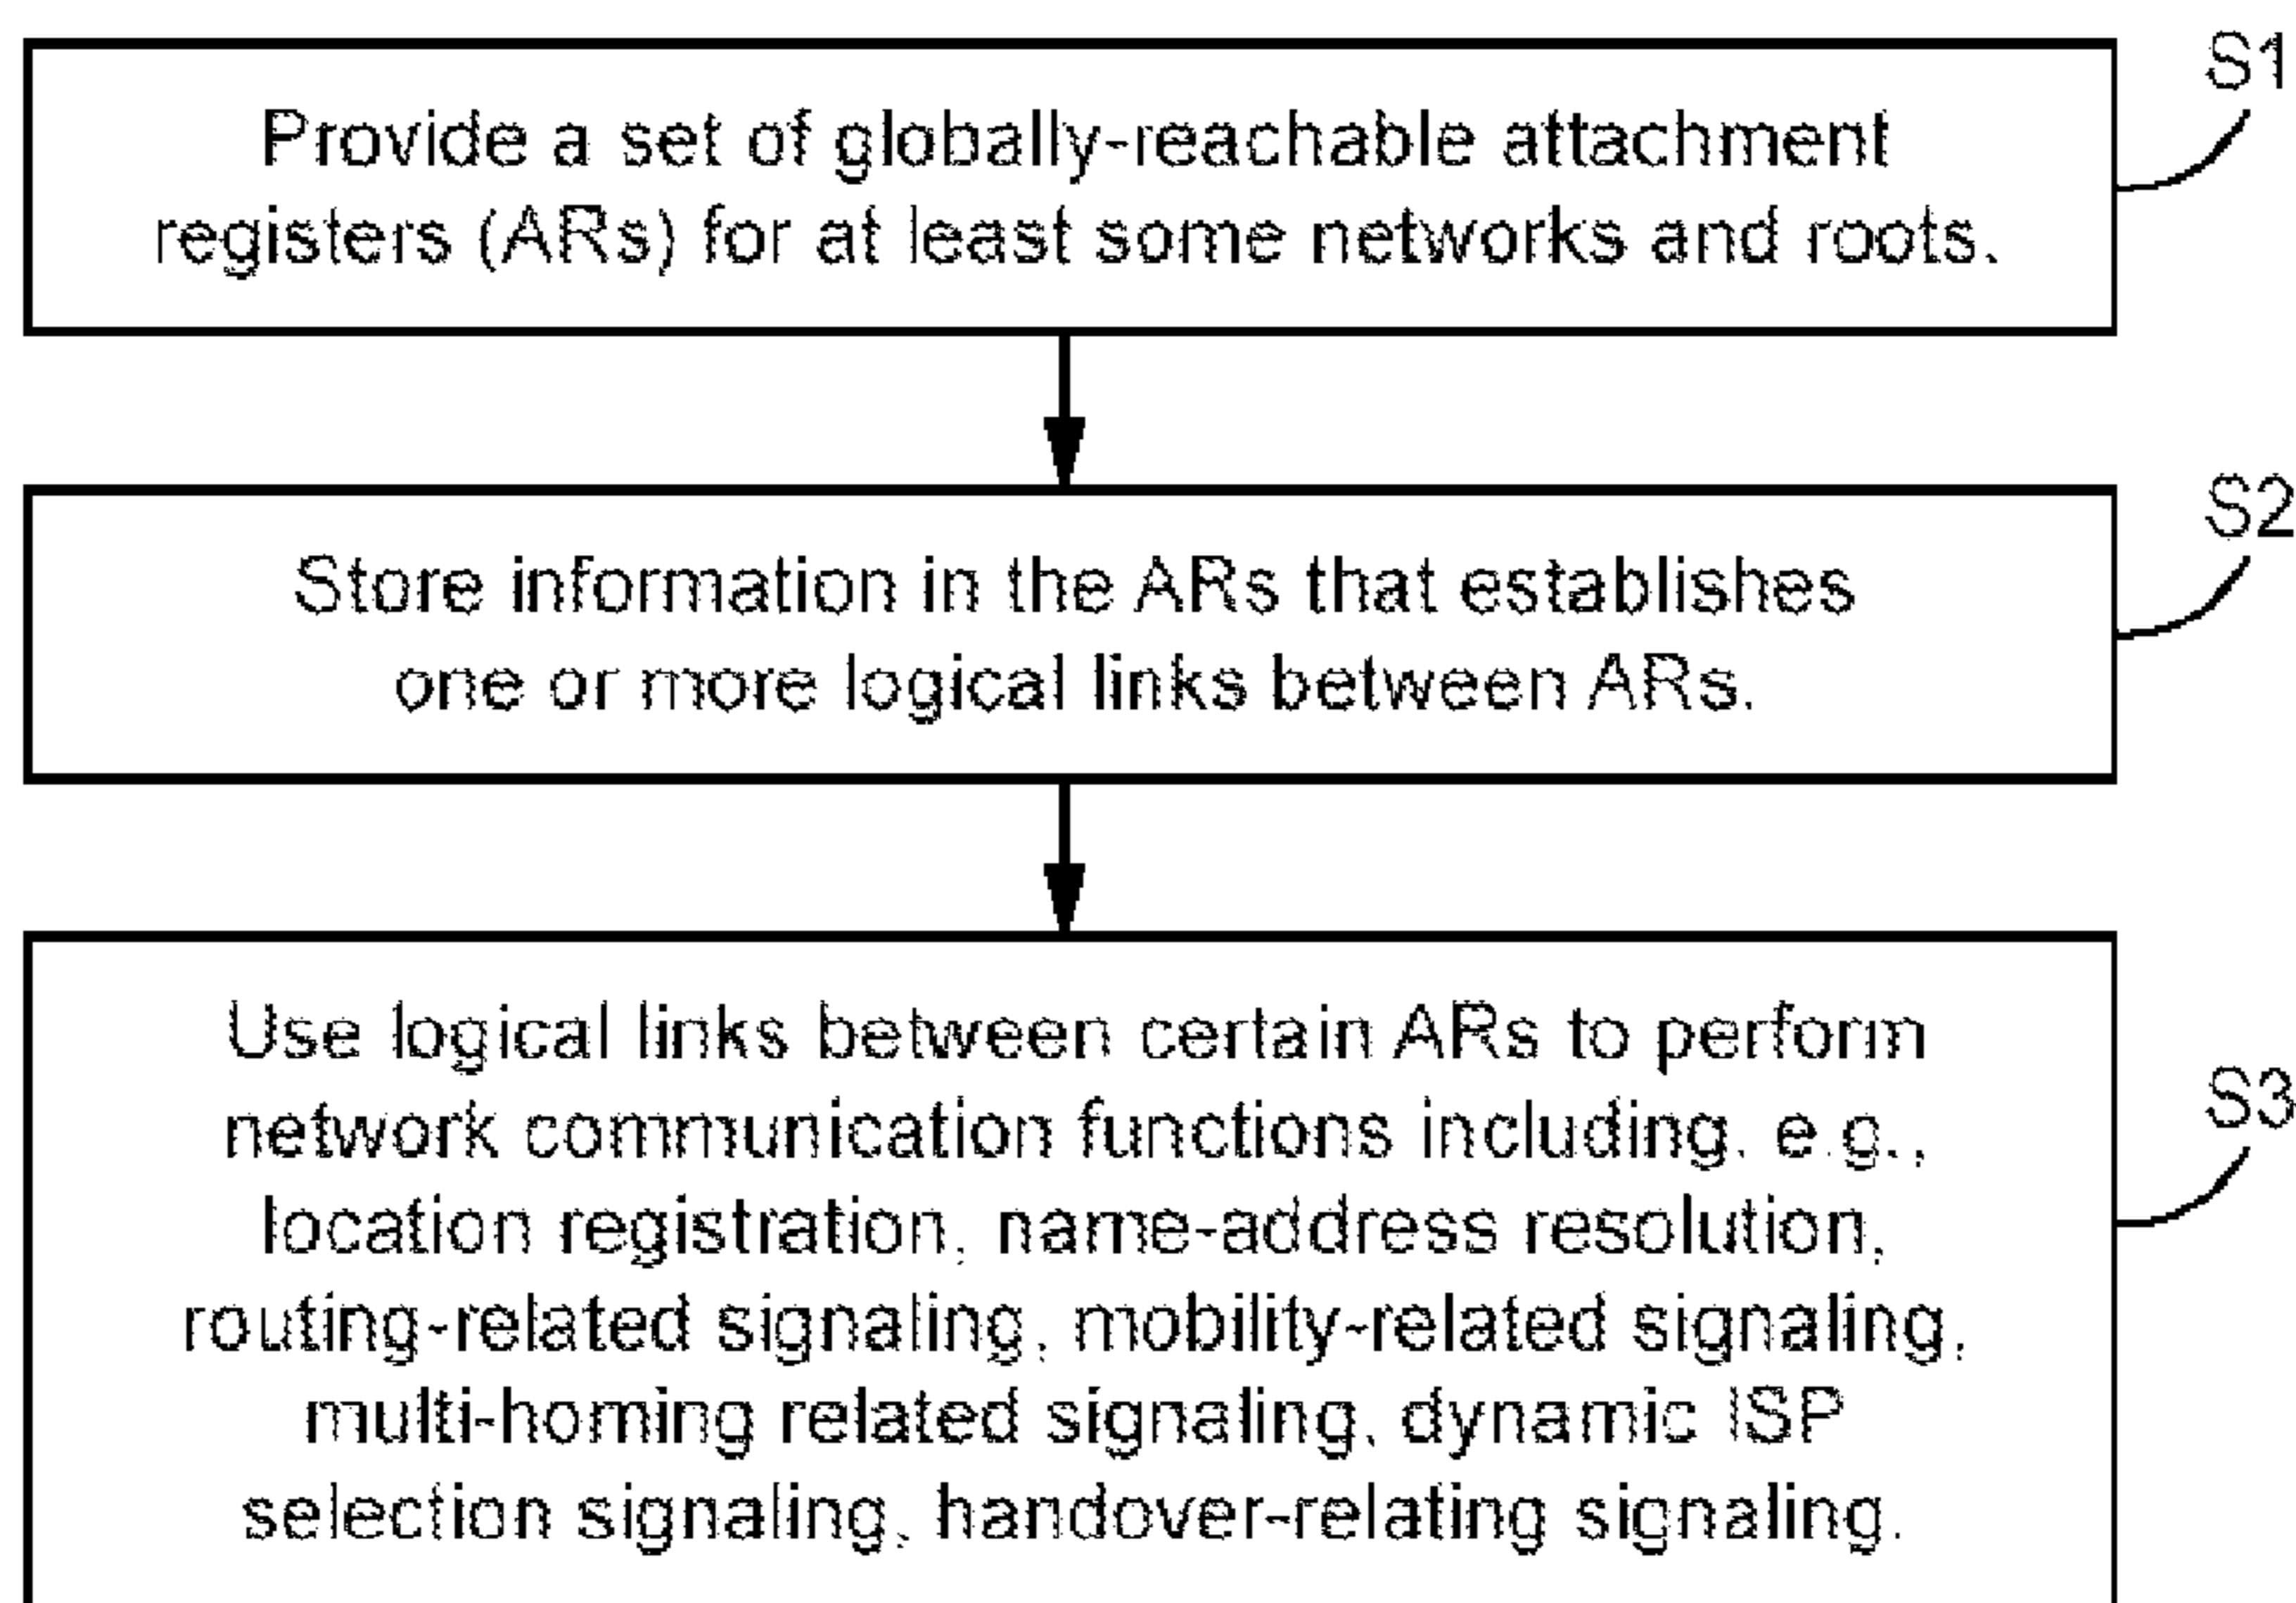 S1
Provide a set of globally-reachable attachment
registers (ARs) for at least some networks and roots.
S2
Store information in the ARs that establishes
one or more logical links between ARs.
S3
Use logical links between certain ARs to perform
network communication functions including, e.g.,
location registration, name-address resolution,
routing-related signaling, mobility-related signaling,
multi-homing related signaling, dynamic ISP
selection signaling, handover-relating signaling.